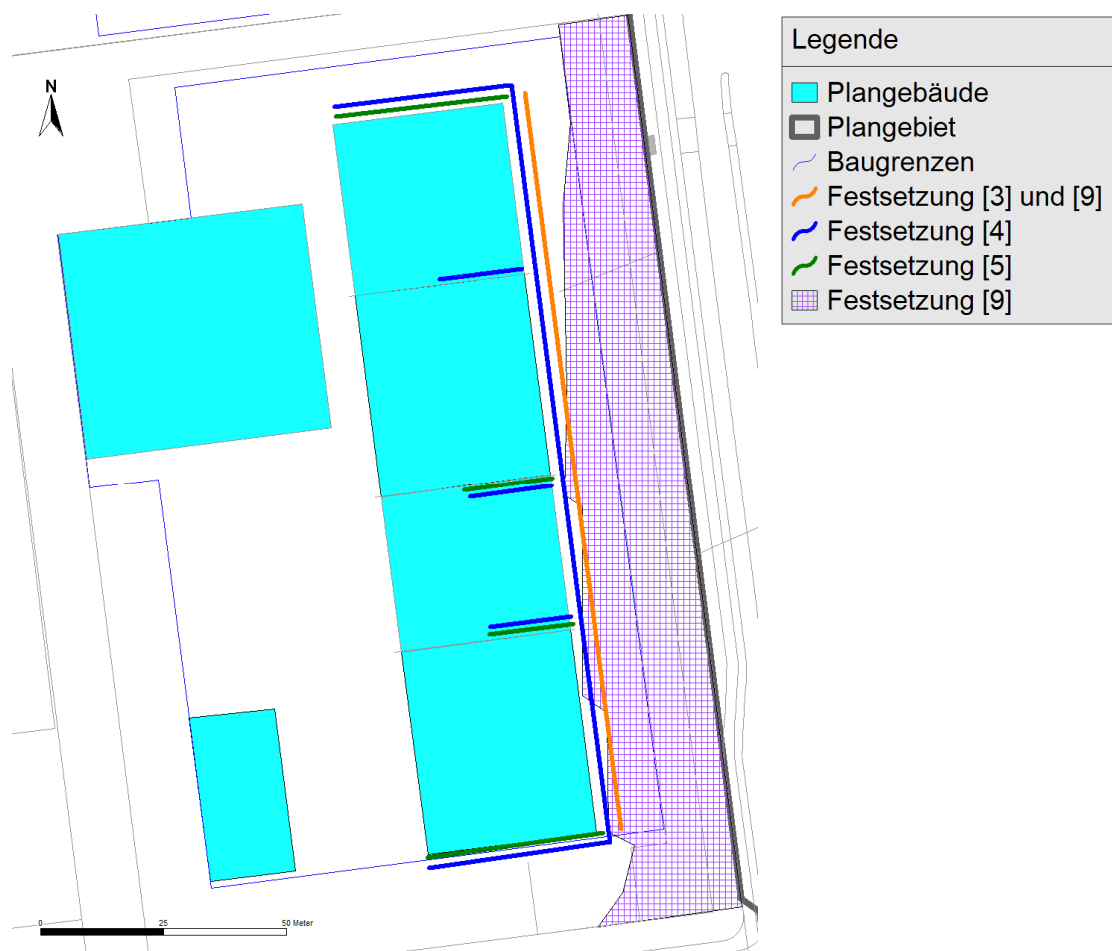 N
0 25 50 Meter
Legende
Plangebäude
Plangebiet
Baugrenzen
Festsetzung [3] und [9]
Festsetzung [4]
Festsetzung [5]
Festsetzung [9]